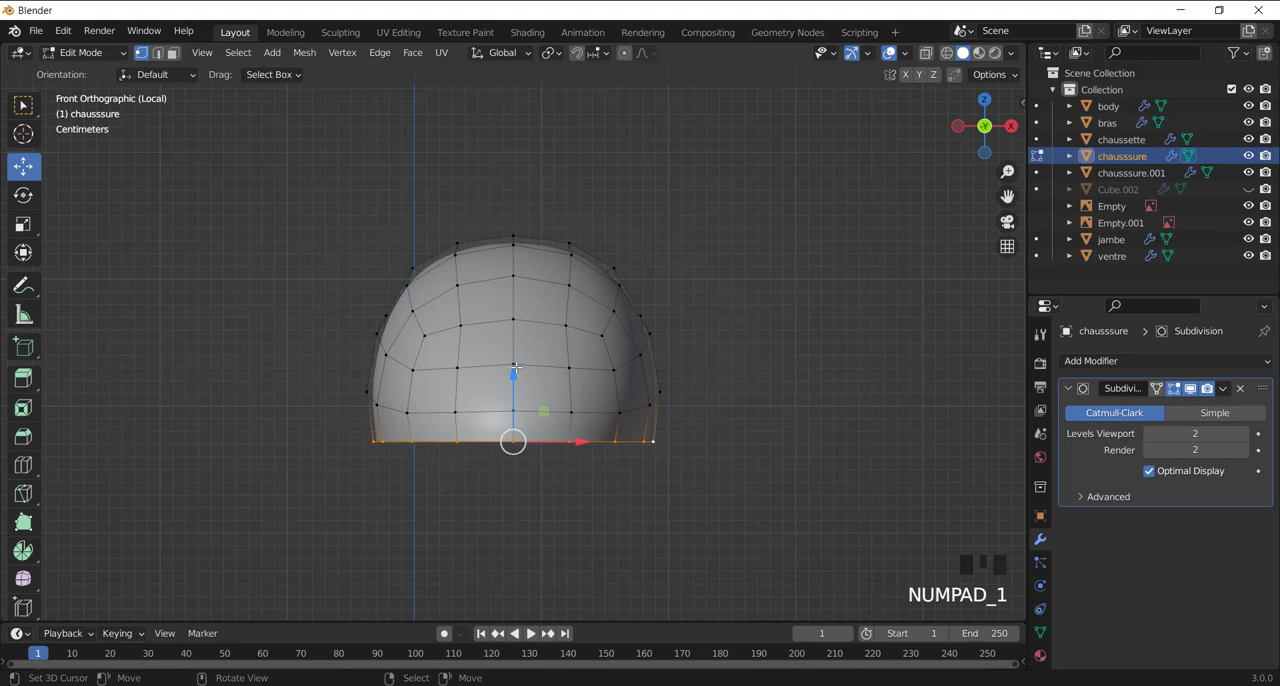 Blender
File Edit Render Window Help
Layout Modeling Sculpting UV Editing Texture Paint Shading Animation Rendering Compositing Geometry Nodes Scripting +
Scene
ViewLayer
Edit Mode View Select Add Mesh Vertex Edge Face UV Global
Orientation: Default Drag: Select Box X Y Z Options
Front Orthographic (Local)
(1) chausssure
Centimeters
Z
-Y
X
NUMPAD_1
Scene Collection
Collection
body
bras
chaussette
chausssure
chausssure.001
Cube.002
Empty
Empty.001
jambe
ventre
chausssure Subdivision
Add Modifier
Subdivi...
Catmull-Clark Simple
Levels Viewport 2
Render 2
Optimal Display
Advanced
Playback Keying View Marker 1 Start 1 End 250
1 10 20 30 40 50 60 70 80 90 100 110 120 130 140 150 160 170 180 190 200 210 220 230 240 250
Set 3D Cursor Move Rotate View Select Move 3.0.0